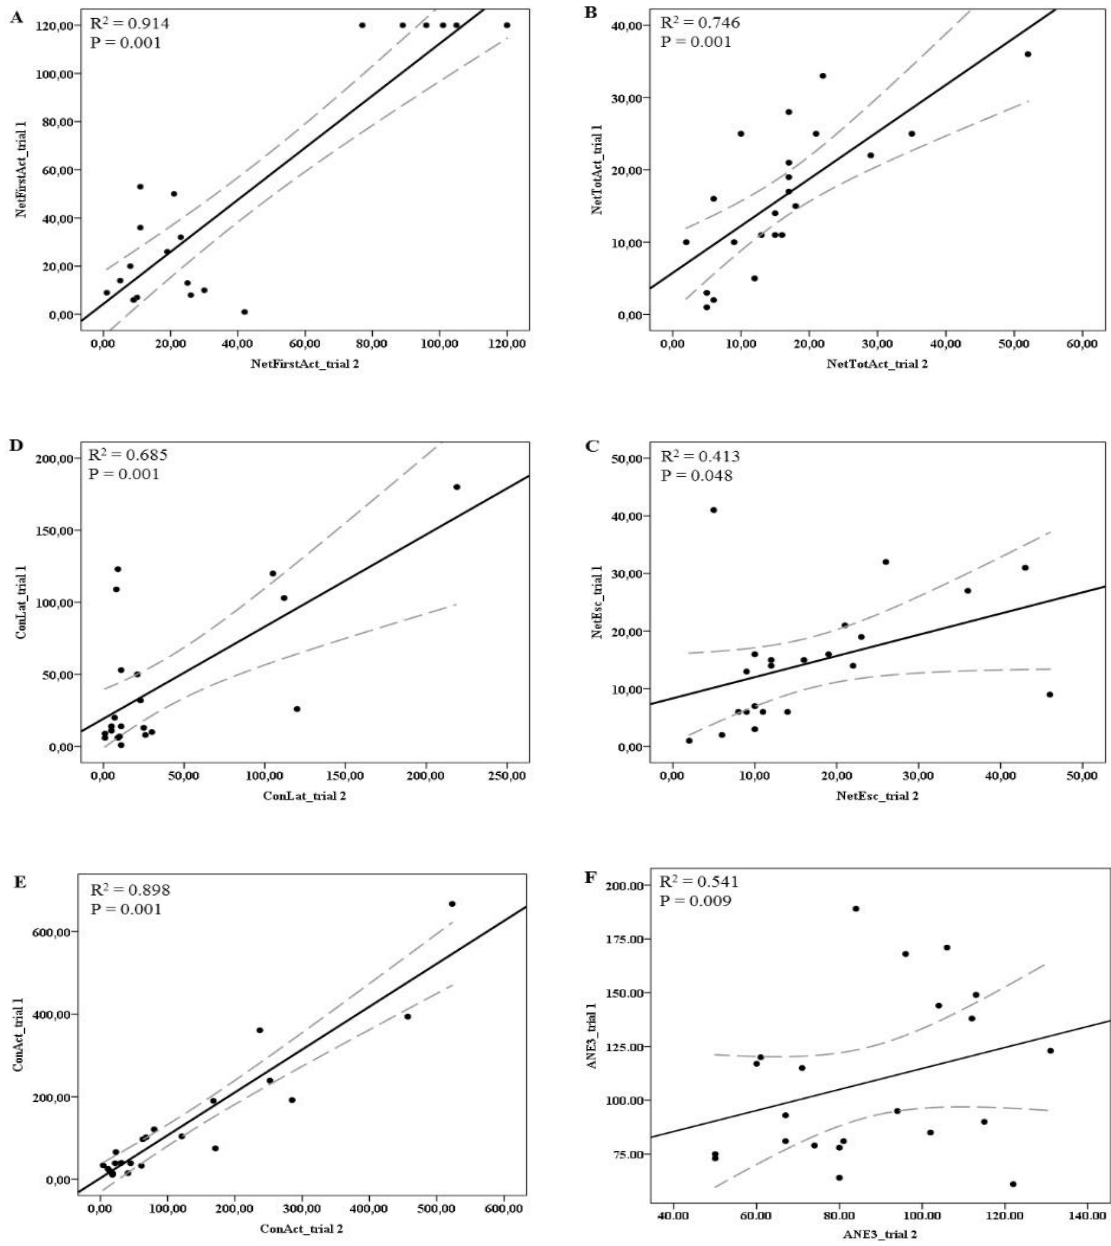 A
R² = 0.914
P = 0.001
NetFirstAct_trial 1
120,00
100,00
80,00
60,00
40,00
20,00
0,00
0,00 20,00 40,00 60,00 80,00 100,00 120,00
NetFirstAct_trial 2
B
R² = 0.746
P = 0.001
NetTotAct_trial 1
40,00
30,00
20,00
10,00
0,00
0,00 10,00 20,00 30,00 40,00 50,00 60,00
NetTotAct_trial 2
D
R² = 0.685
P = 0.001
ConLat_trial 1
200,00
150,00
100,00
50,00
0,00
0,00 50,00 100,00 150,00 200,00 250,00
ConLat_trial 2
C
R² = 0.413
P = 0.048
NetEsc_trial 1
50,00
40,00
30,00
20,00
10,00
0,00
0,00 10,00 20,00 30,00 40,00 50,00
NetEsc_trial 2
E
R² = 0.898
P = 0.001
ConAct_trial 1
600,00
400,00
200,00
0,00
0,00 100,00 200,00 300,00 400,00 500,00 600,00
ConAct_trial 2
F
R² = 0.541
P = 0.009
ANE3_trial 1
200.00
175.00
150.00
125.00
100.00
75.00
40.00 60.00 80.00 100.00 120.00 140.00
ANE3_trial 2